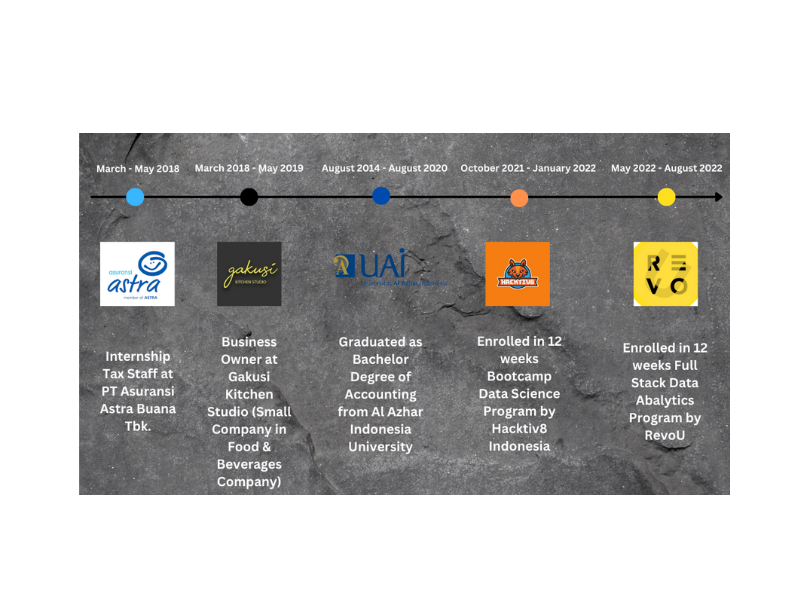 March - May 2018
March 2018 - May 2019
August 2014 - August 2020
October 2021 - January 2022
May 2022 - August 2022
asuransi
astra
member of ASTRA
gakusi
KITCHEN STUDIO
UAI
HACKTIV8
R E
V O
Internship
Tax Staff at
PT Asuransi
Astra Buana
Tbk.
Business
Owner at
Gakusi
Kitchen
Studio (Small
Company in
Food &
Beverages
Company)
Graduated as
Bachelor
Degree of
Accounting
from Al Azhar
Indonesia
University
Enrolled in 12
weeks
Bootcamp
Data Science
Program by
Hacktiv8
Indonesia
Enrolled in 12
weeks Full
Stack Data
Abalytics
Program by
RevoU